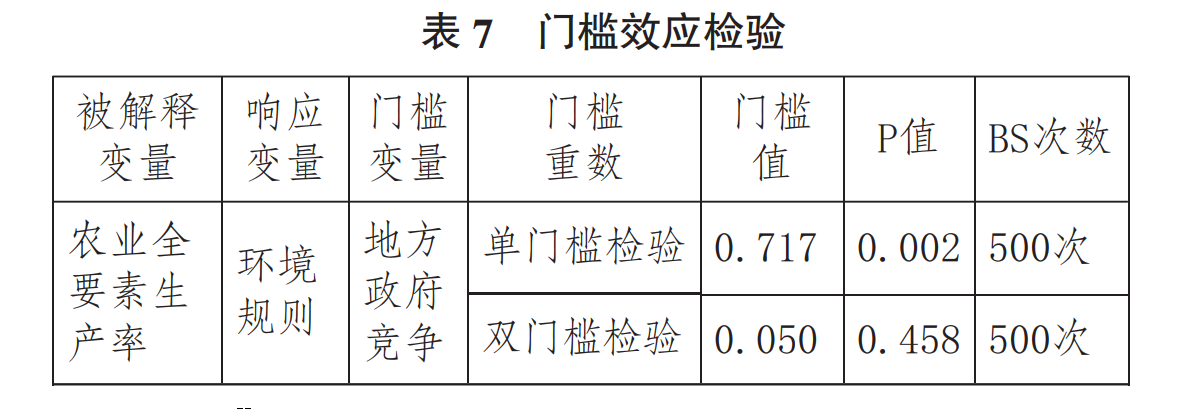 表7 门槛效应检验
被解释
变量
响应
变量
门槛
变量
门槛
重数
门槛
值
P值
BS次数
农业全
要素生
产率
环境
规则
地方
政府
竞争
单门槛检验
0.717
0.002
500次
双门槛检验
0.050
0.458
500次